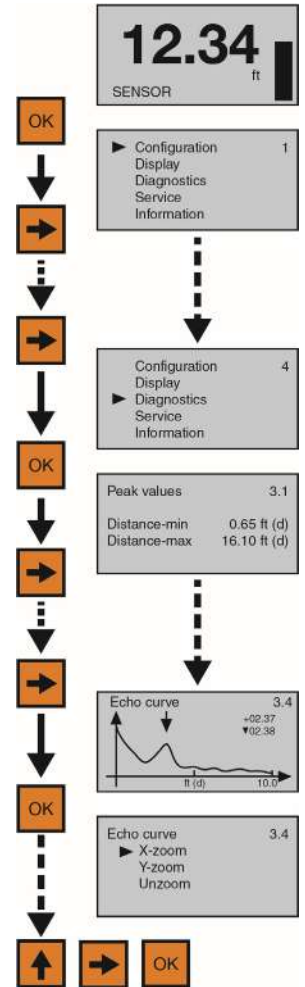 12.34
ft
SENSOR
OK
Configuration 1
Display
Diagnostics
Service
Information
Configuration 4
Display
Diagnostics
Service
Information
OK
Peak values 3.1
Distance-min 0.65 ft (d)
Distance-max 16.10 ft (d)
Echo curve 3.4
+02.37
▼02.38
ft (d) 10.0
OK
Echo curve 3.4
X-zoom
Y-zoom
Unzoom
OK